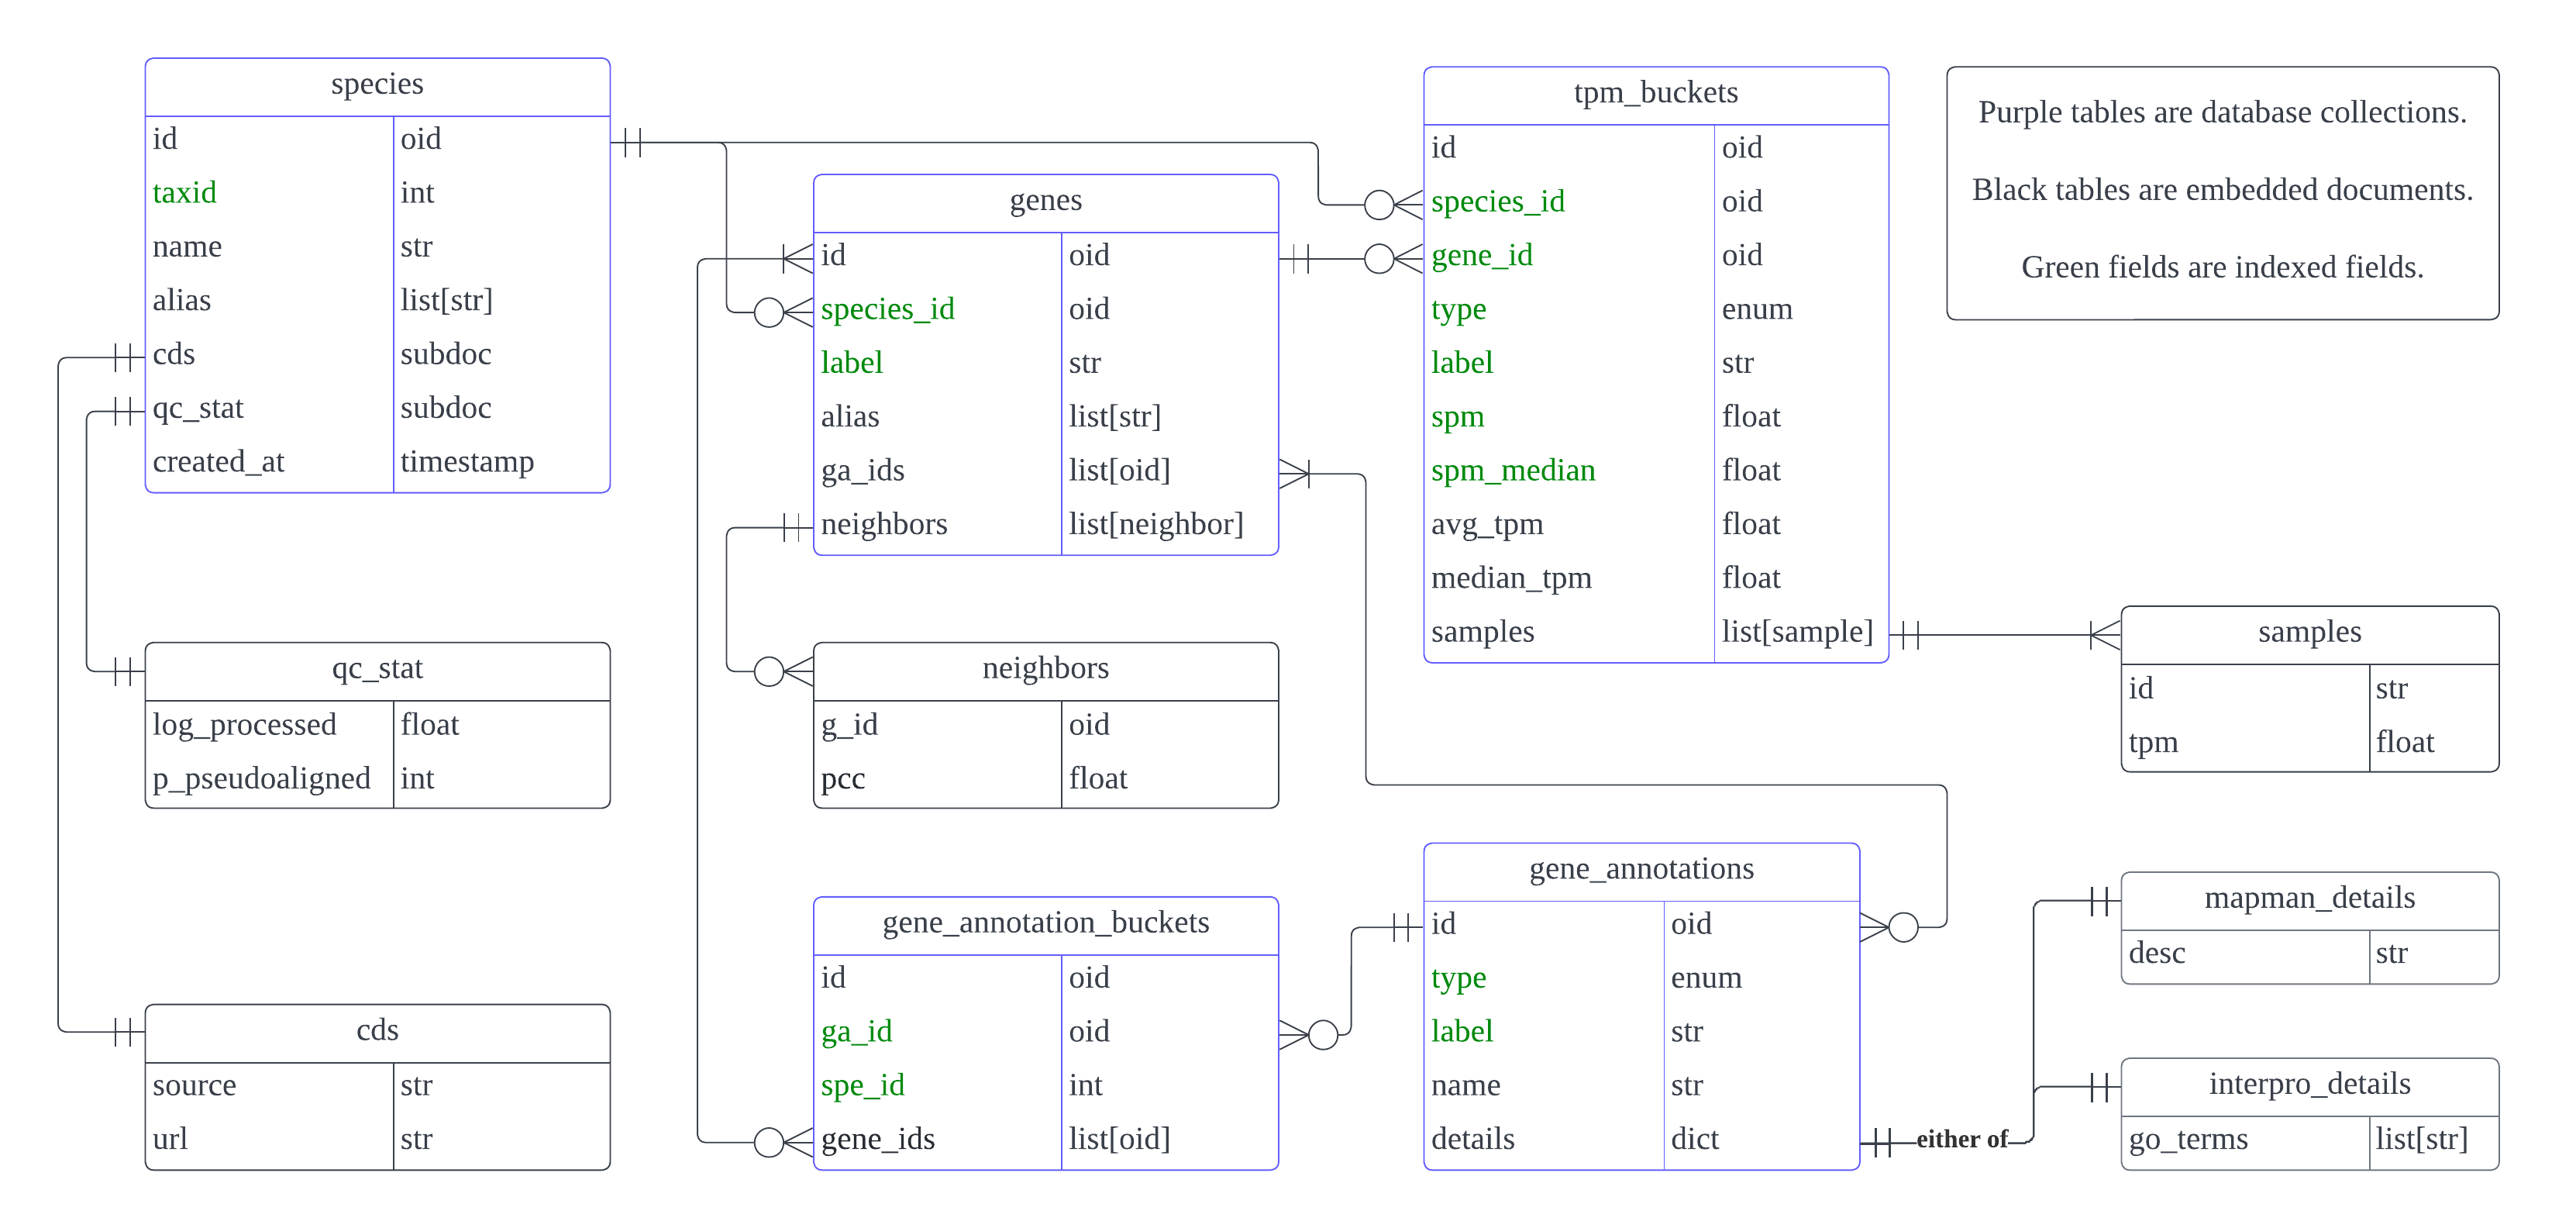 species
id oid
taxid int
name str
alias list[str]
cds subdoc
qc_stat subdoc
created_at timestamp
genes
id oid
species_id oid
label str
alias list[str]
ga_ids list[oid]
neighbors list[neighbor]
tpm_buckets
id oid
species_id oid
gene_id oid
type enum
label str
spm float
spm_median float
avg_tpm float
median_tpm float
samples list[sample]
Purple tables are database collections.
Black tables are embedded documents.
Green fields are indexed fields.
qc_stat
log_processed float
p_pseudoaligned int
neighbors
g_id oid
pcc float
samples
id str
tpm float
cds
source str
url str
gene_annotation_buckets
id oid
ga_id oid
spe_id int
gene_ids list[oid]
gene_annotations
id oid
type enum
label str
name str
details dict
either of
mapman_details
desc str
interpro_details
go_terms list[str]